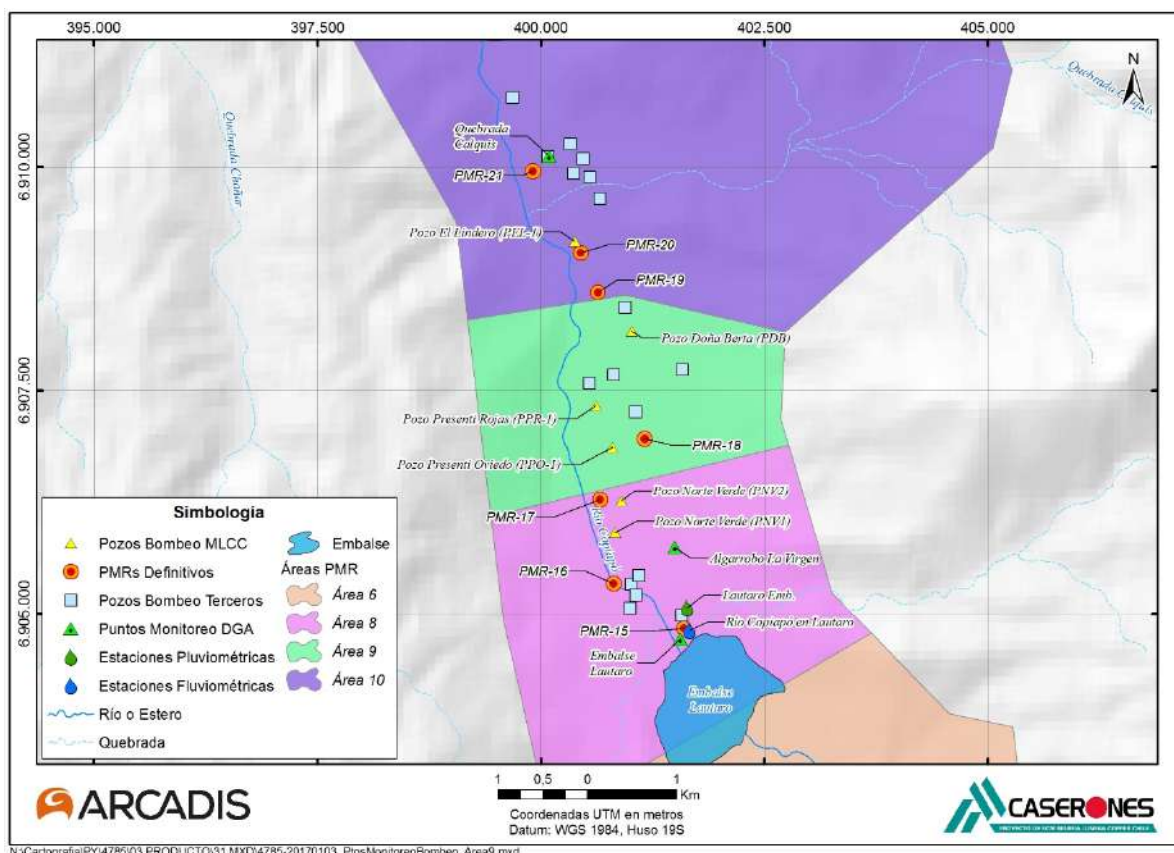 395.000 397.500 400.000 402.500 405.000
N
Quebrada Calquis
Quebrada
Calquis
6.910.000
PMR-21
Pozo El Lindero (PEL-1)
PMR-20
PMR-19
Pozo Doña Berta (PDB)
6.907.500
Pozo Presenti Rojas (PPR-1)
PMR-18
Pozo Presenti Oviedo (PPO-1)
PMR-17
Pozo Norte Verde (PNV2)
Pozo Norte Verde (PNV1)
Río Copiapó
Algarrobo La Virgen
PMR-16
Lautaro Emb.
6.905.000
PMR-15
Río Copiapo en Lautaro
Embalse
Lautaro
Embalse
Lautaro
Simbología
Pozos Bombeo MLCC
PMRs Definitivos
Pozos Bombeo Terceros
Puntos Monitoreo DGA
Estaciones Pluviométricas
Estaciones Fluviométricas
Río o Estero
Quebrada
Embalse
Áreas PMR
Área 6
Área 8
Área 9
Área 10
ARCADIS
1 0,5 0 1
Km
Coordenadas UTM en metros
Datum: WGS 1984, Huso 19S
CASERONES